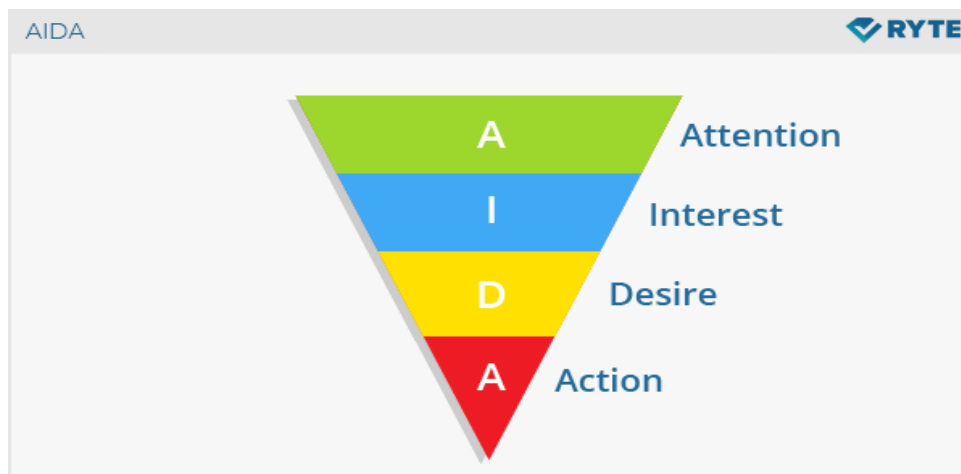 AIDA
RYTE
A
Attention
I
Interest
D
Desire
A
Action